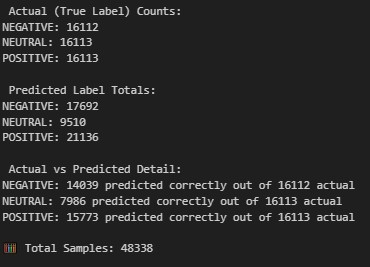 Actual (True Label) Counts:
NEGATIVE: 16112
NEUTRAL: 16113
POSITIVE: 16113
Predicted Label Totals:
NEGATIVE: 17692
NEUTRAL: 9510
POSITIVE: 21136
Actual vs Predicted Detail:
NEGATIVE: 14039 predicted correctly out of 16112 actual
NEUTRAL: 7986 predicted correctly out of 16113 actual
POSITIVE: 15773 predicted correctly out of 16113 actual
🧮 Total Samples: 48338